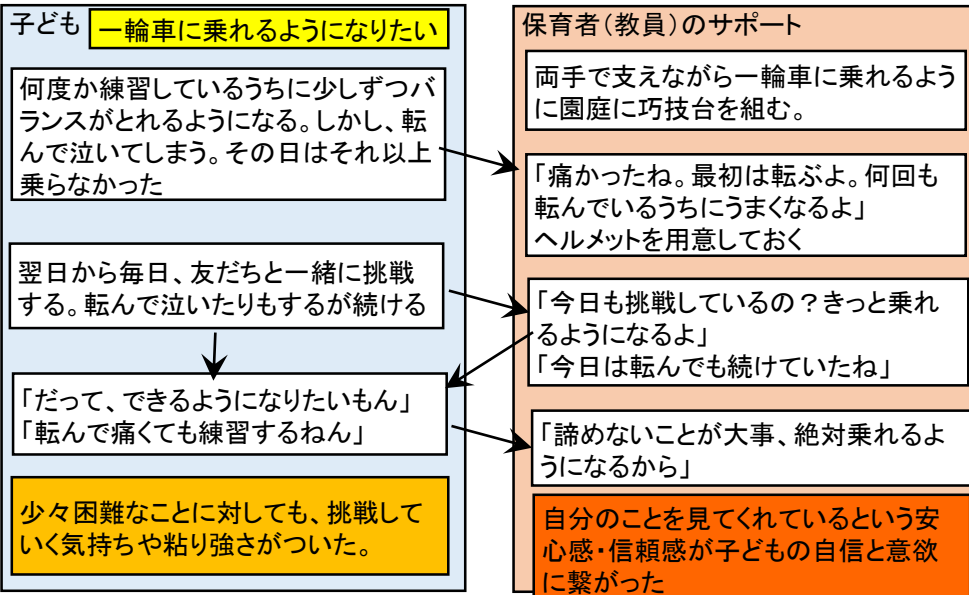 子ども
一輪車に乗れるようになりたい
何度か練習しているうちに少しずつバ
ランスがとれるようになる。しかし、転
んで泣いてしまう。その日はそれ以上
乗らなかった
翌日から毎日、友だちと一緒に挑戦
する。転んで泣いたりもするが続ける
「だって、できるようになりたいもん」
「転んで痛くても練習するねん」
少々困難なことに対しても、挑戦して
いく気持ちや粘り強さがついた。
保育者(教員)のサポート
両手で支えながら一輪車に乗れるよう
に園庭に巧技台を組む。
「痛かったね。最初は転ぶよ。何回も
転んでいるうちにうまくなるよ」
ヘルメットを用意しておく
「今日も挑戦しているの?きっと乗れ
るようになるよ」
「今日は転んでも続けていたね」
「諦めないことが大事、絶対乗れるよ
うになるから」
自分のことを見てくれているという安
心感・信頼感が子どもの自信と意欲
に繋がった